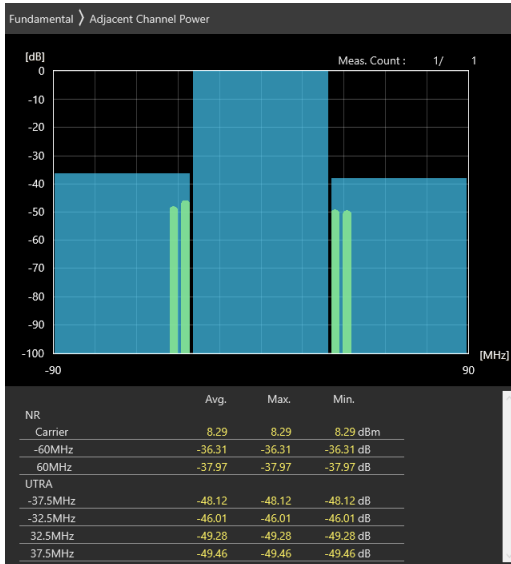 Fundamental 〉 Adjacent Channel Power
[dB] Meas. Count : 1/ 1
0
-10
-20
-30
-40
-50
-60
-70
-80
-90
-100
[MHz]
-90 90
Avg. Max. Min.
NR
Carrier 8.29 8.29 8.29 dBm
-60MHz -36.31 -36.31 -36.31 dB
60MHz -37.97 -37.97 -37.97 dB
UTRA
-37.5MHz -48.12 -48.12 -48.12 dB
-32.5MHz -46.01 -46.01 -46.01 dB
32.5MHz -49.28 -49.28 -49.28 dB
37.5MHz -49.46 -49.46 -49.46 dB